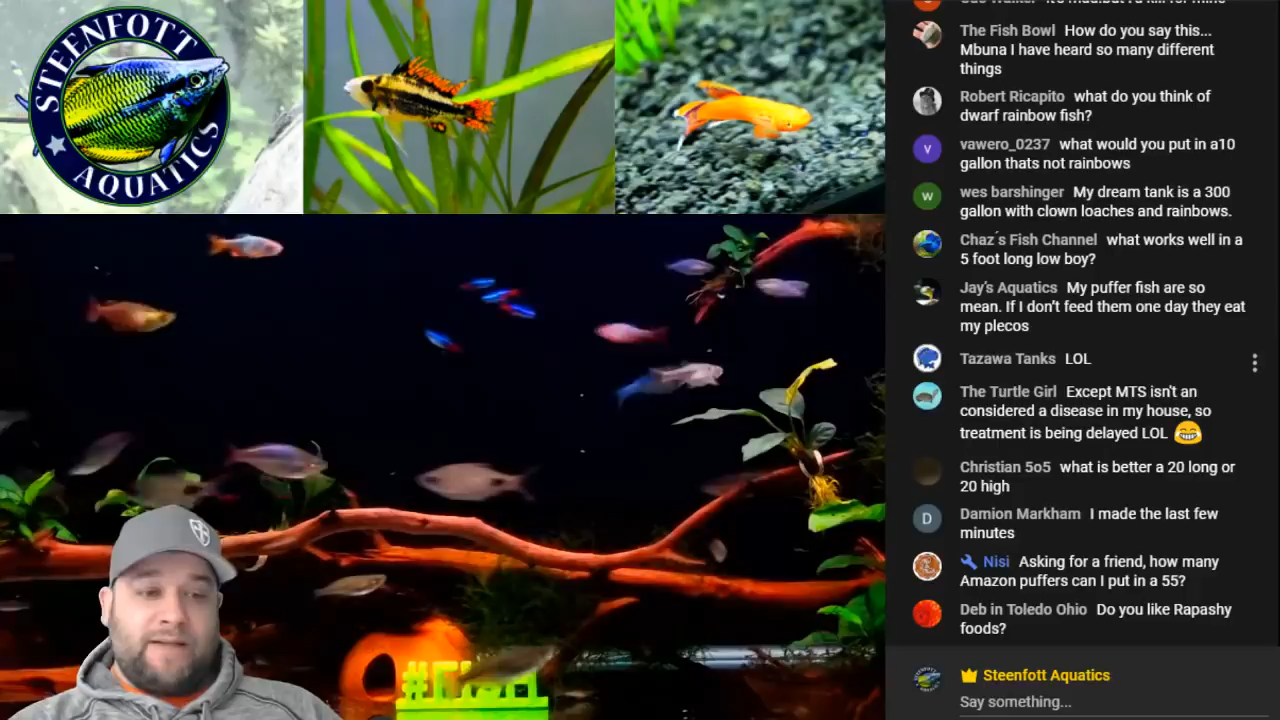 STEENFOTT
AQUATICS
The Fish Bowl How do you say this...
Mbuna I have heard so many different
things
Robert Ricapito what do you think of
dwarf rainbow fish?
V
vawero_0237 what would you put in a10
gallon thats not rainbows
W
wes barshinger My dream tank is a 300
gallon with clown loaches and rainbows.
Chaz´s Fish Channel what works well in a
5 foot long low boy?
Jay's Aquatics My puffer fish are so
mean. If I don't feed them one day they eat
my plecos
Tazawa Tanks LOL
The Turtle Girl Except MTS isn't an
considered a disease in my house, so
treatment is being delayed LOL 😂
Christian 5o5 what is better a 20 long or
20 high
D
Damion Markham I made the last few
minutes
Nisi Asking for a friend, how many
Amazon puffers can I put in a 55?
Deb in Toledo Ohio Do you like Rapashy
foods?
Steenfott Aquatics
Say something...